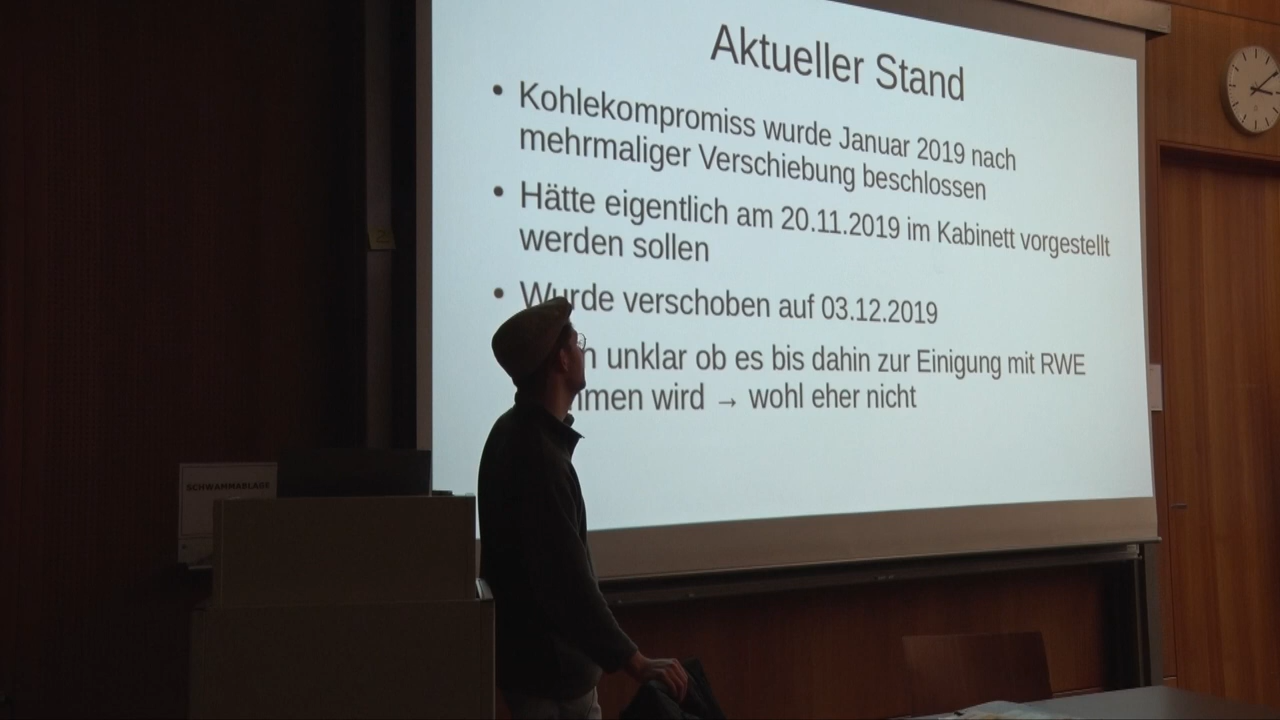 Aktueller Stand
• Kohlekompromiss wurde Januar 2019 nach
mehrmaliger Verschiebung beschlossen
• Hätte eigentlich am 20.11.2019 im Kabinett vorgestellt
werden sollen
• Wurde verschoben auf 03.12.2019
unklar ob es bis dahin zur Einigung mit RWE
wird → wohl eher nicht
SCHWAMMABLAGE